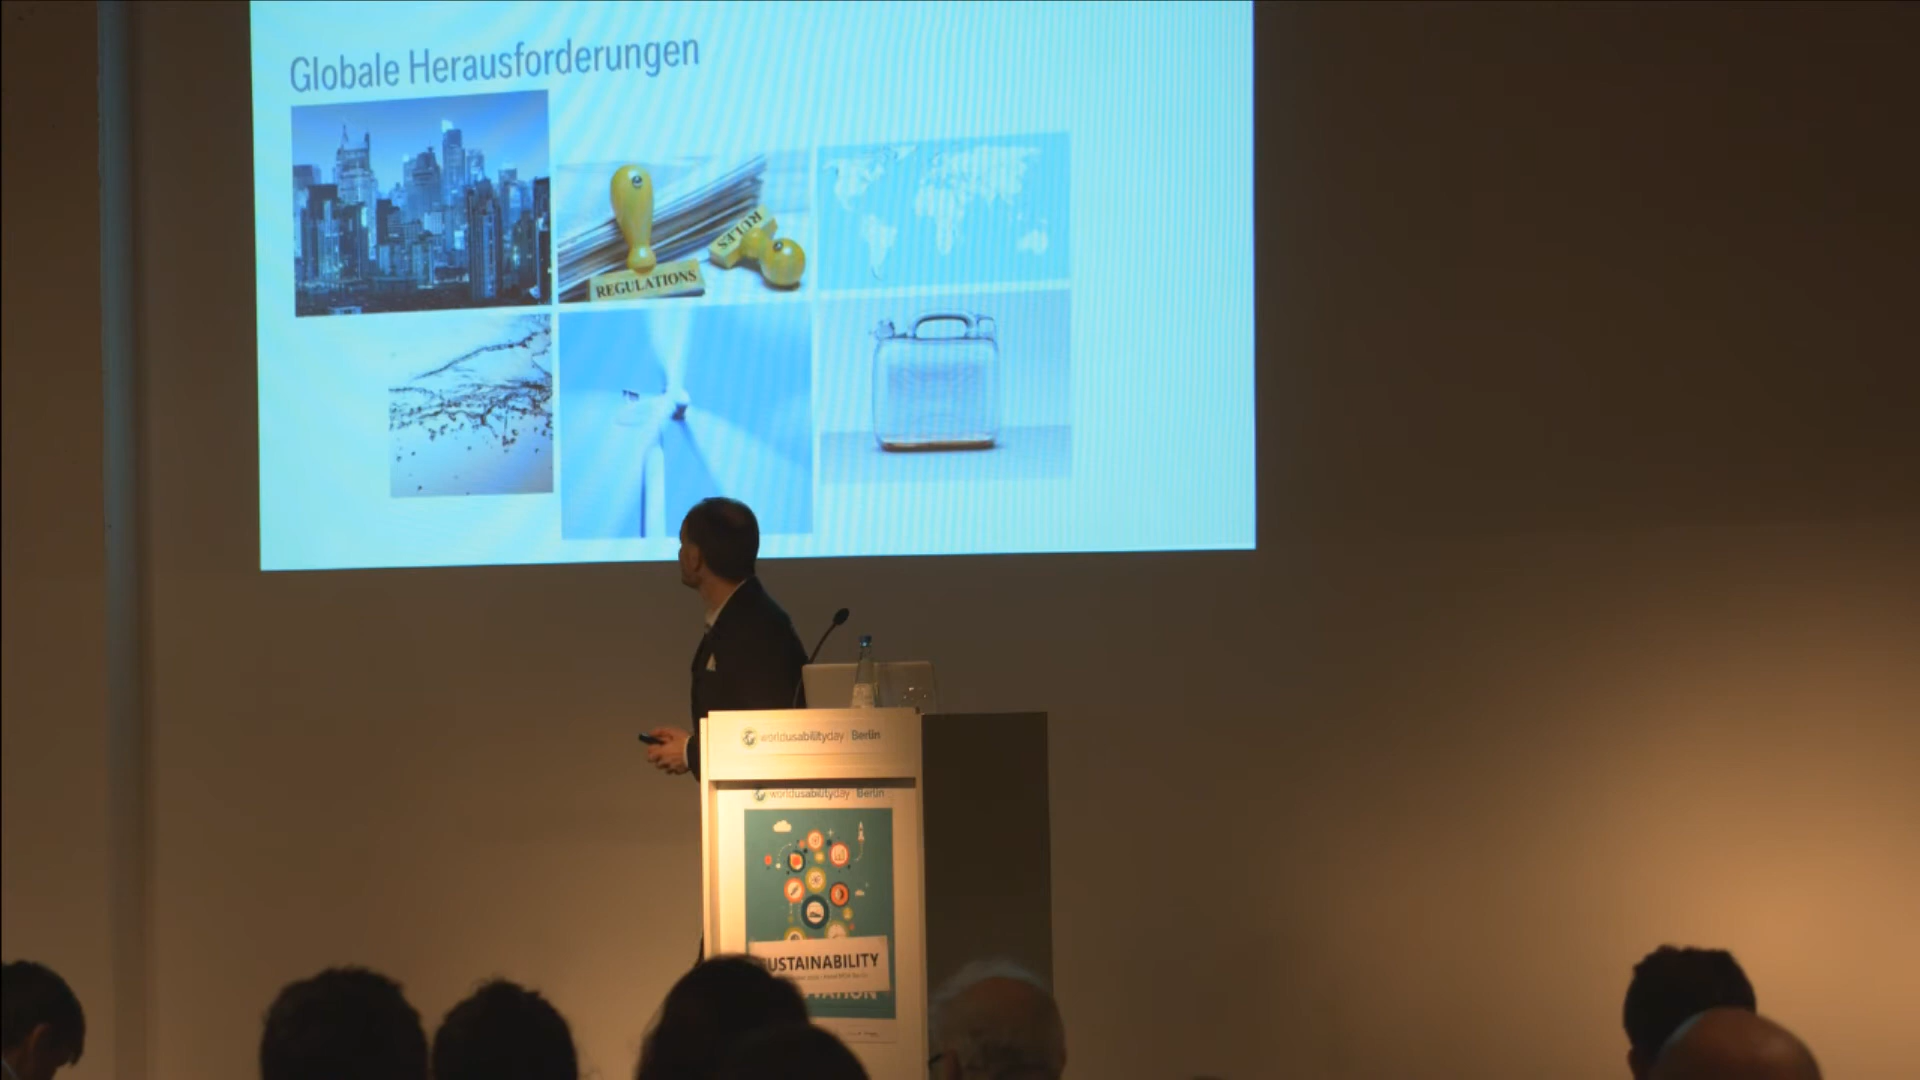 Globale Herausforderungen
RULES
REGULATIONS
worldusabilityday Berlin
worldusabilityday Berlin
SUSTAINABILITY